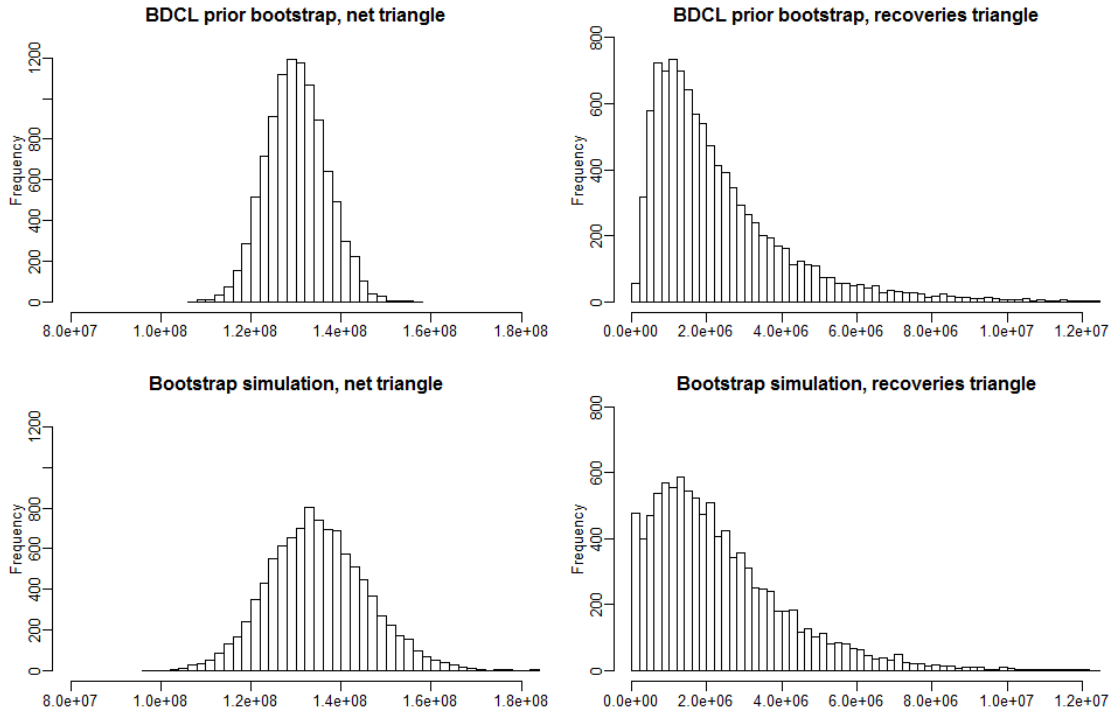 BDCL prior bootstrap, net triangle
Frequency
0 200 400 600 800 1200
8.0e+07 1.0e+08 1.2e+08 1.4e+08 1.6e+08 1.8e+08
BDCL prior bootstrap, recoveries triangle
Frequency
0 200 400 600 800
0.0e+00 2.0e+06 4.0e+06 6.0e+06 8.0e+06 1.0e+07 1.2e+07
Bootstrap simulation, net triangle
Frequency
0 200 400 600 800 1200
8.0e+07 1.0e+08 1.2e+08 1.4e+08 1.6e+08 1.8e+08
Bootstrap simulation, recoveries triangle
Frequency
0 200 400 600 800
0.0e+00 2.0e+06 4.0e+06 6.0e+06 8.0e+06 1.0e+07 1.2e+07